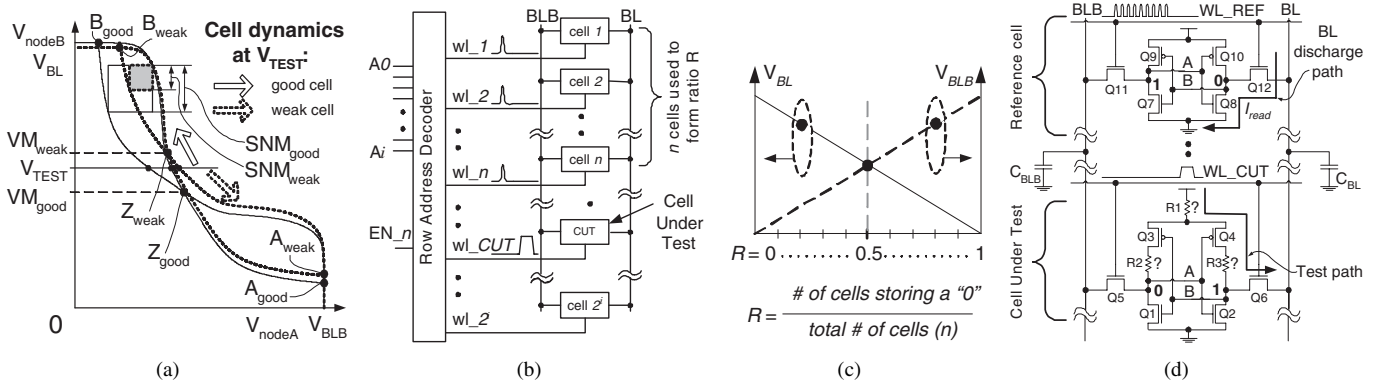 B_good B_weak
Cell dynamics
at V_TEST:
good cell
weak cell
V_nodeB
V_BL
SNM_good
SNM_weak
VM_weak
V_TEST
VM_good
Z_weak
Z_good
A_weak
A_good
0
V_nodeA V_BLB
(a)
Row Address Decoder
A0
Ai
EN_n
BLB BL
wl_1 cell 1
wl_2 cell 2
wl_n cell n
n cells used to
form ratio R
Cell
Under
Test
wl_CUT CUT
wl_2^i cell 2^i
(b)
V_BL V_BLB
R = 0 ........ 0.5 ........ 1
R = # of cells storing a "0"
total # of cells (n)
(c)
BLB WL_REF BL
BL
discharge
path
Reference cell
Q9 A Q10
B
Q11 1 0 Q12
Q7 Q8
I_read
C_BLB C_BL
WL_CUT
Cell Under Test
R1 ?
Q3 Q4
R2 ? R3 ?
A
B
0 1
Q5 Q6
Q1 Q2
Test path
(d)